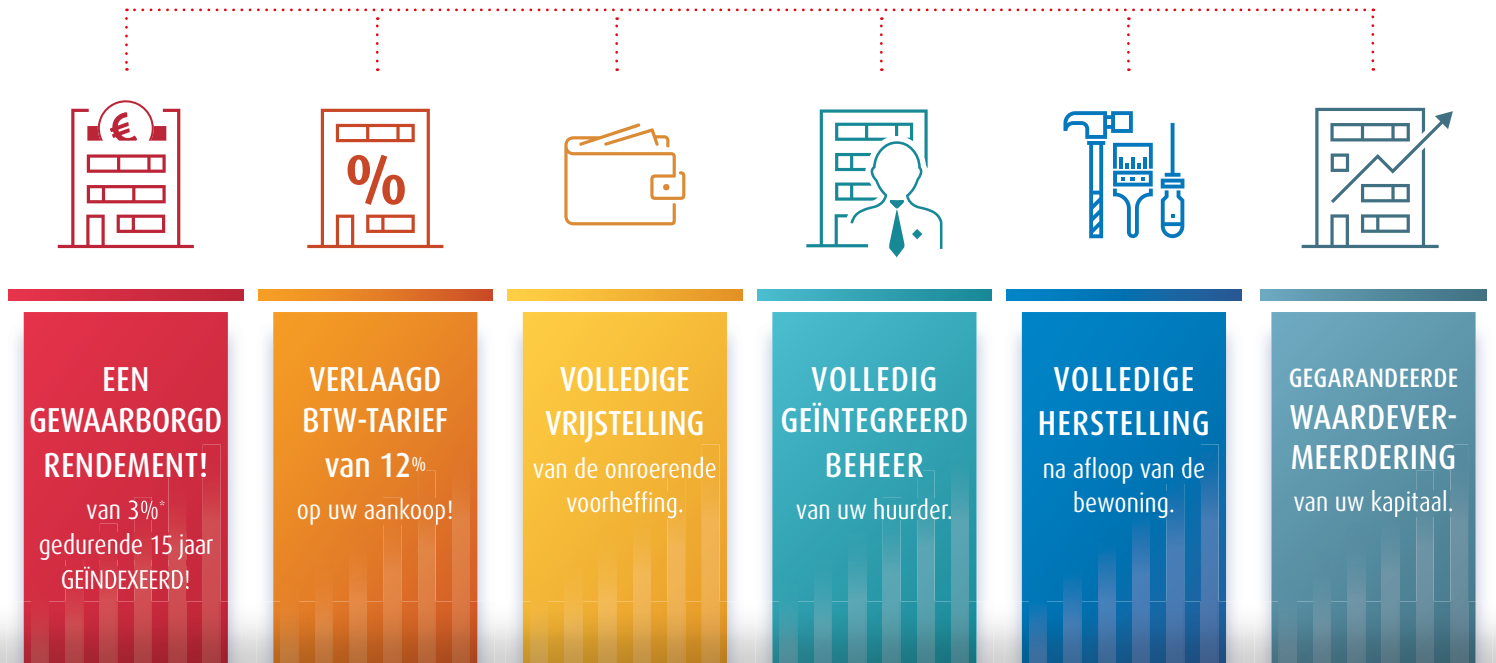 €
%
EEN
GEWAARBORGD
RENDEMENT!
van 3%*
gedurende 15 jaar
GEÏNDEXEERD!
VERLAAGD
BTW-TARIEF
van 12%
op uw aankoop!
VOLLEDIGE
VRIJSTELLING
van de onroerende
voorheffing.
VOLLEDIG
GEÏNTEGREERD
BEHEER
van uw huurder.
VOLLEDIGE
HERSTELLING
na afloop van de
bewoning.
GEGARANDEERDE
WAARDEVER-
MEERDERING
van uw kapitaal.